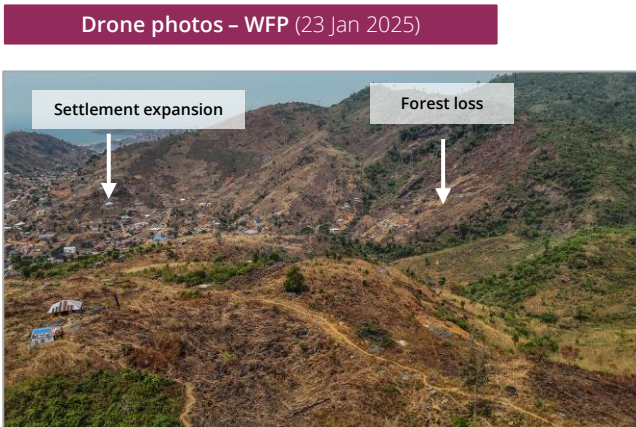 Drone photos – WFP (23 Jan 2025)
Settlement expansion
Forest loss